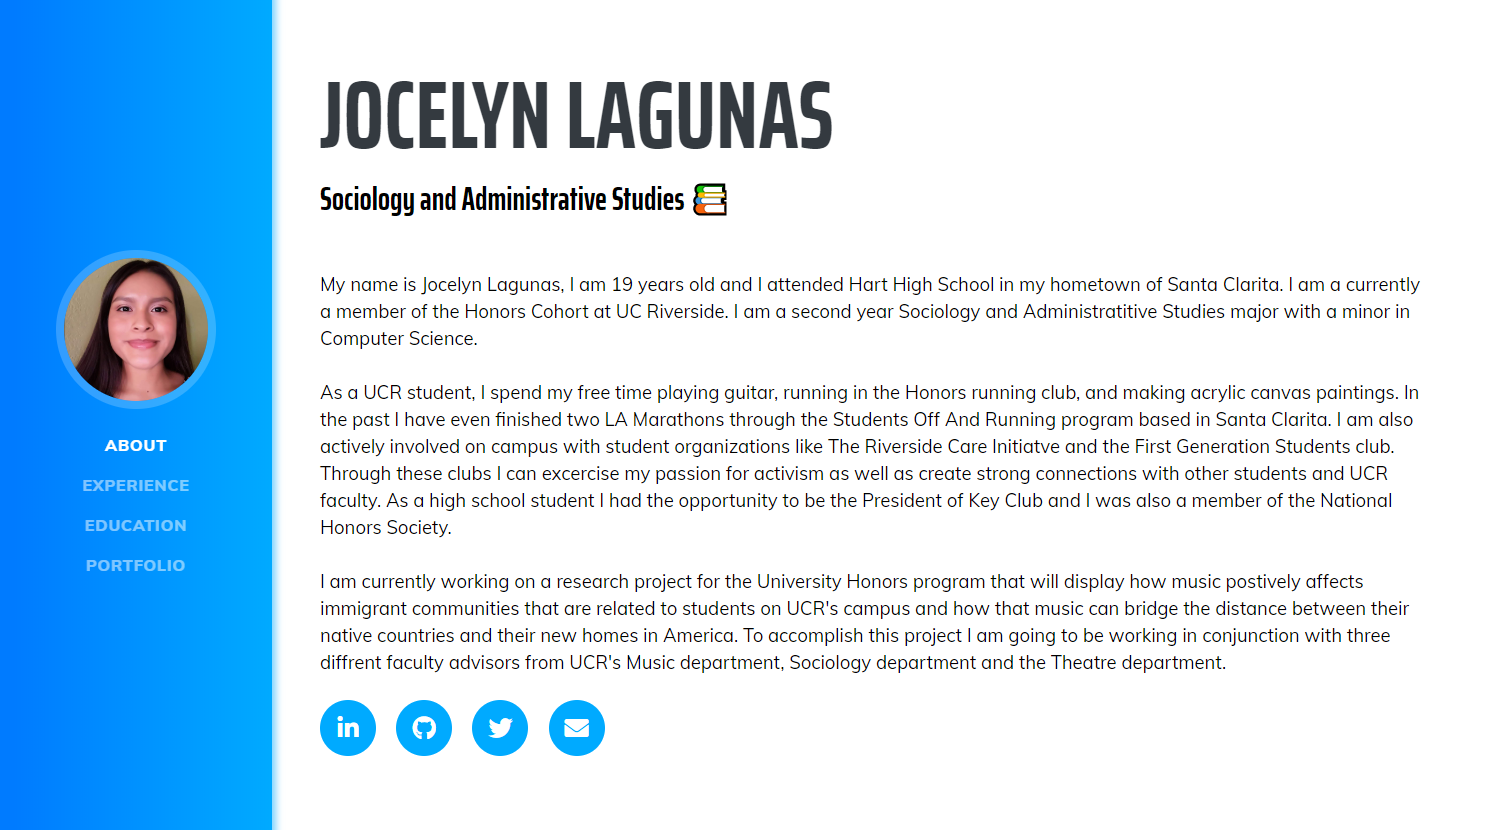 JOCELYN LAGUNAS
Sociology and Administrative Studies
My name is Jocelyn Lagunas, I am 19 years old and I attended Hart High School in my hometown of Santa Clarita. I am a currently
a member of the Honors Cohort at UC Riverside. I am a second year Sociology and Administratitive Studies major with a minor in
Computer Science.
As a UCR student, I spend my free time playing guitar, running in the Honors running club, and making acrylic canvas paintings. In
the past I have even finished two LA Marathons through the Students Off And Running program based in Santa Clarita. I am also
actively involved on campus with student organizations like The Riverside Care Initiatve and the First Generation Students club.
Through these clubs I can excercise my passion for activism as well as create strong connections with other students and UCR
faculty. As a high school student I had the opportunity to be the President of Key Club and I was also a member of the National
Honors Society.
I am currently working on a research project for the University Honors program that will display how music postively affects
immigrant communities that are related to students on UCR's campus and how that music can bridge the distance between their
native countries and their new homes in America. To accomplish this project I am going to be working in conjunction with three
diffrent faculty advisors from UCR's Music department, Sociology department and the Theatre department.
ABOUT
EXPERIENCE
EDUCATION
PORTFOLIO